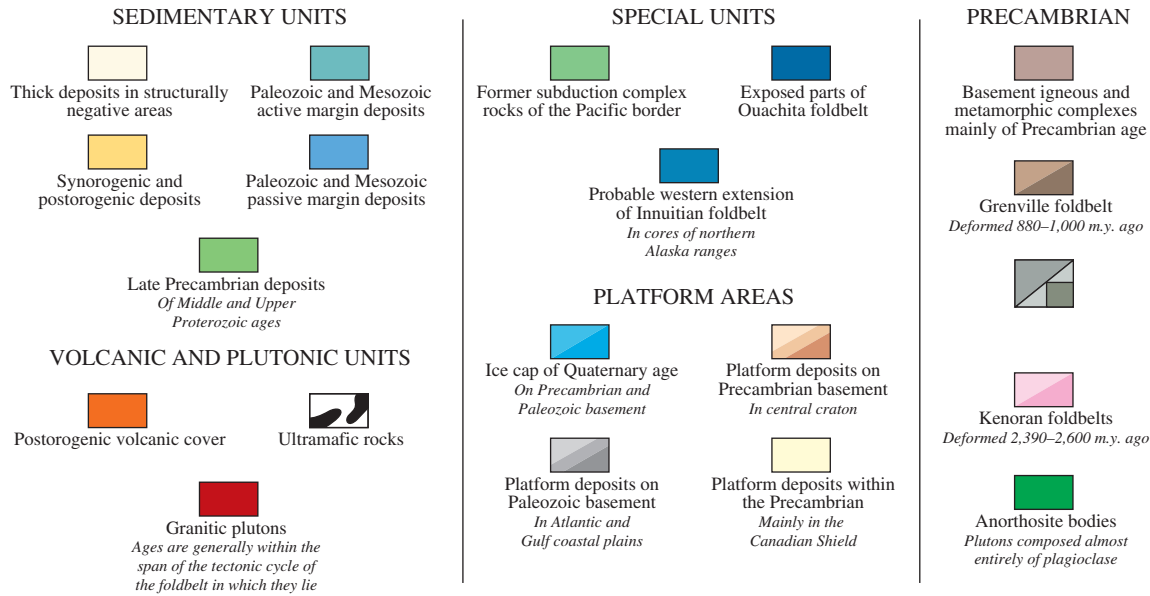 SEDIMENTARY UNITS
Thick deposits in structurally
negative areas
Paleozoic and Mesozoic
active margin deposits
Synorogenic and
postorogenic deposits
Paleozoic and Mesozoic
passive margin deposits
Late Precambrian deposits
Of Middle and Upper
Proterozoic ages
VOLCANIC AND PLUTONIC UNITS
Postorogenic volcanic cover
Ultramafic rocks
Granitic plutons
Ages are generally within the
span of the tectonic cycle of
the foldbelt in which they lie
SPECIAL UNITS
Former subduction complex
rocks of the Pacific border
Exposed parts of
Ouachita foldbelt
Probable western extension
of Innuitian foldbelt
In cores of northern
Alaska ranges
PLATFORM AREAS
Ice cap of Quaternary age
On Precambrian and
Paleozoic basement
Platform deposits on
Precambrian basement
In central craton
Platform deposits on
Paleozoic basement
In Atlantic and
Gulf coastal plains
Platform deposits within
the Precambrian
Mainly in the
Canadian Shield
PRECAMBRIAN
Basement igneous and
metamorphic complexes
mainly of Precambrian age
Grenville foldbelt
Deformed 880–1,000 m.y. ago
Kenoran foldbelts
Deformed 2,390–2,600 m.y. ago
Anorthosite bodies
Plutons composed almost
entirely of plagioclase